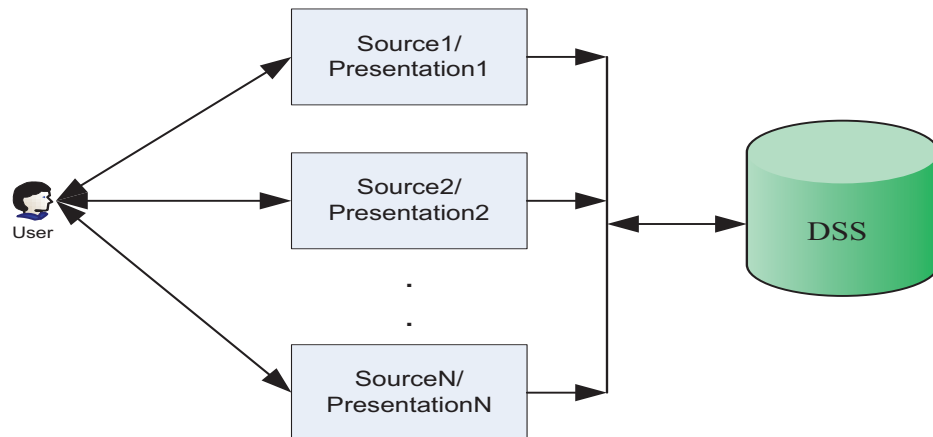 Source1/
Presentation1
Source2/
Presentation2
User
DSS
.
.
SourceN/
PresentationN